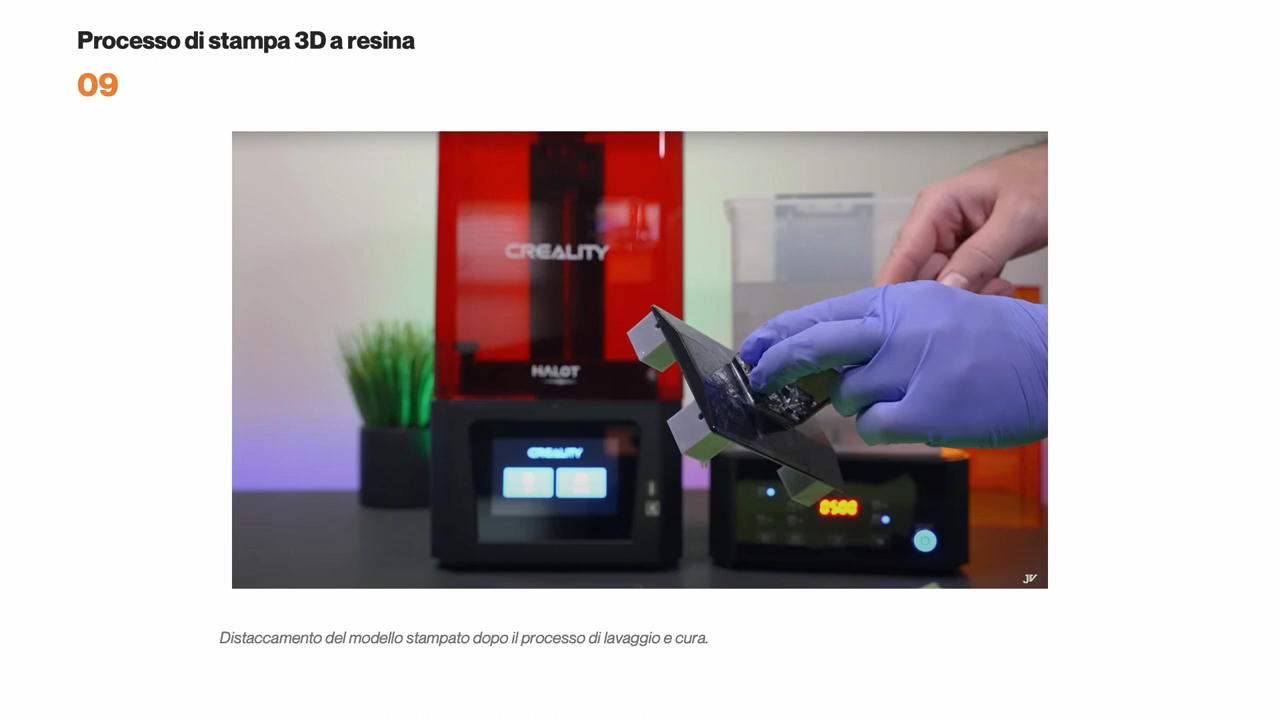 Processo di stampa 3D a resina
09
CREALITY
HALOT
CREALITY
JV
Distaccamento del modello stampato dopo il processo di lavaggio e cura.